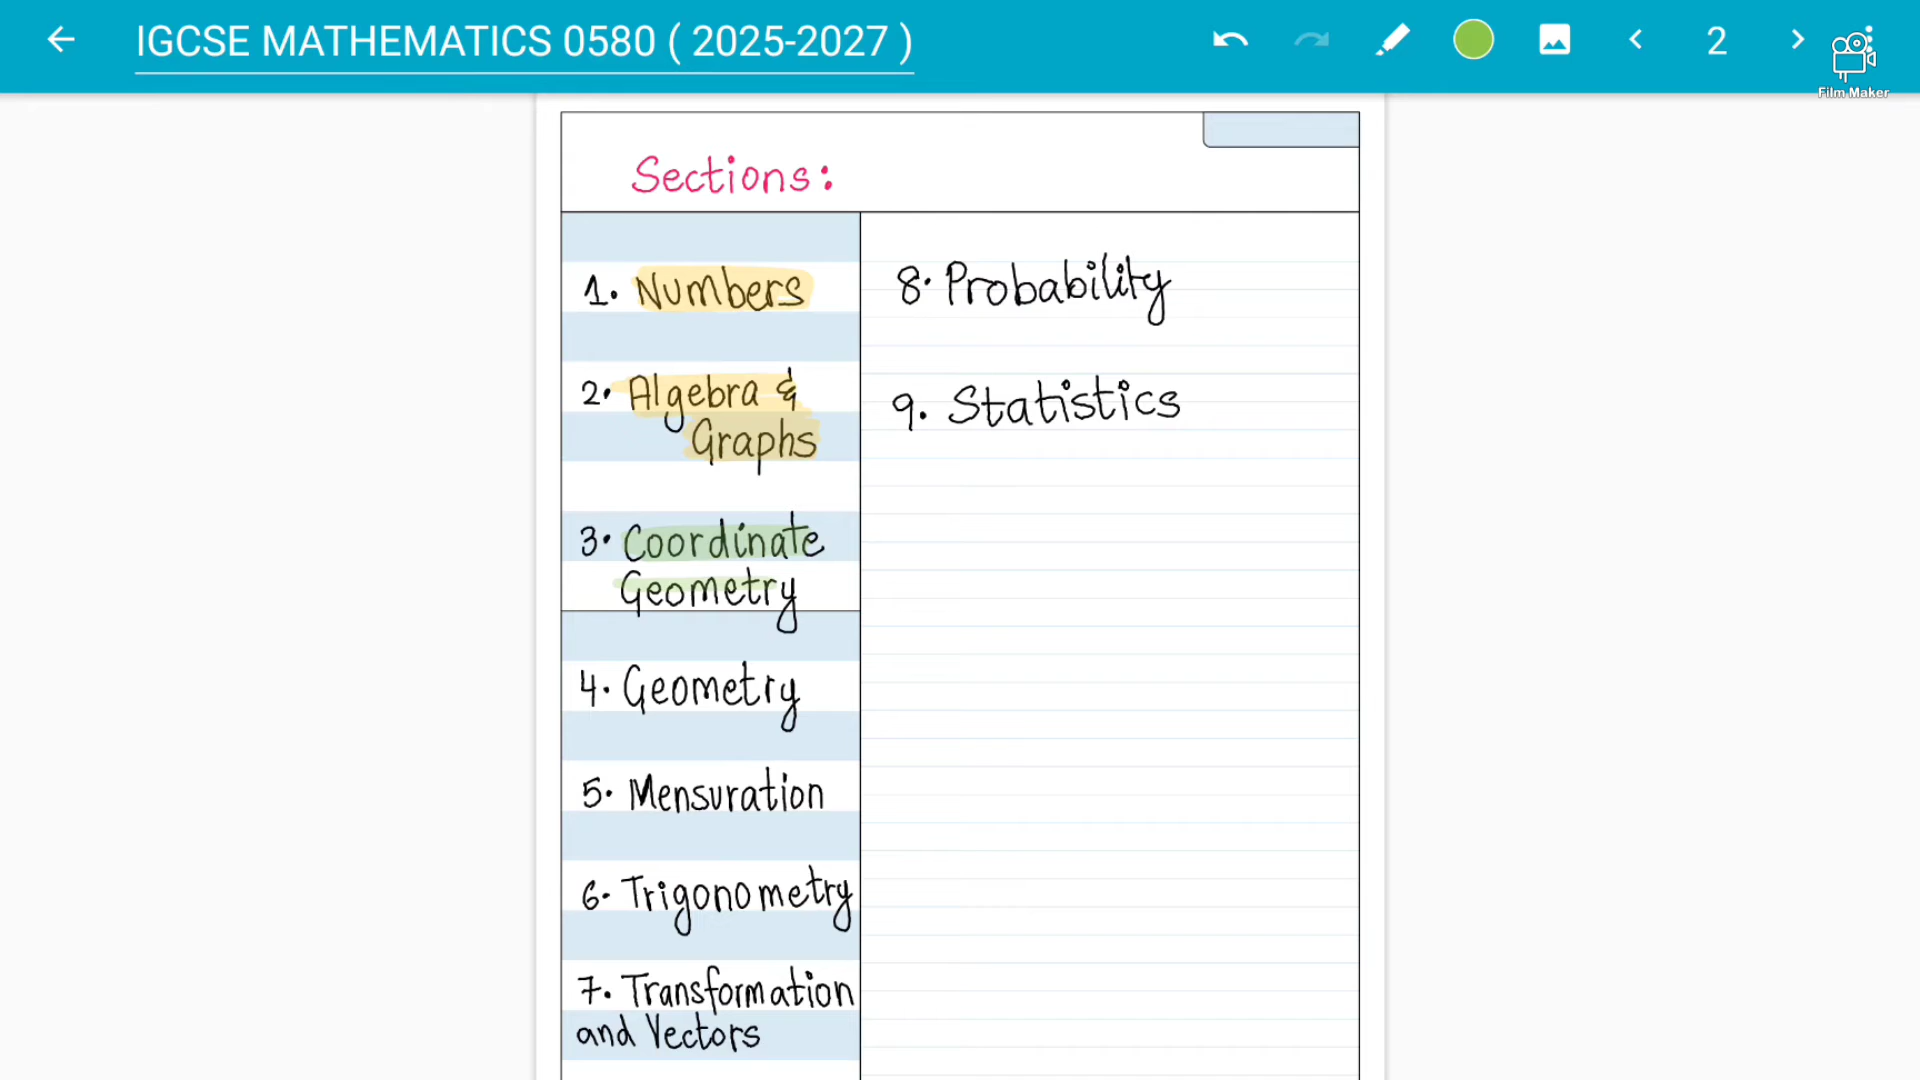 IGCSE MATHEMATICS 0580 ( 2025-2027 )
2
Film Maker
Sections:
1. Numbers
2. Algebra &
Graphs
3. Coordinate
Geometry
4. Geometry
5. Mensuration
6. Trigonometry
7. Transformation
and Vectors
8. Probability
9. Statistics